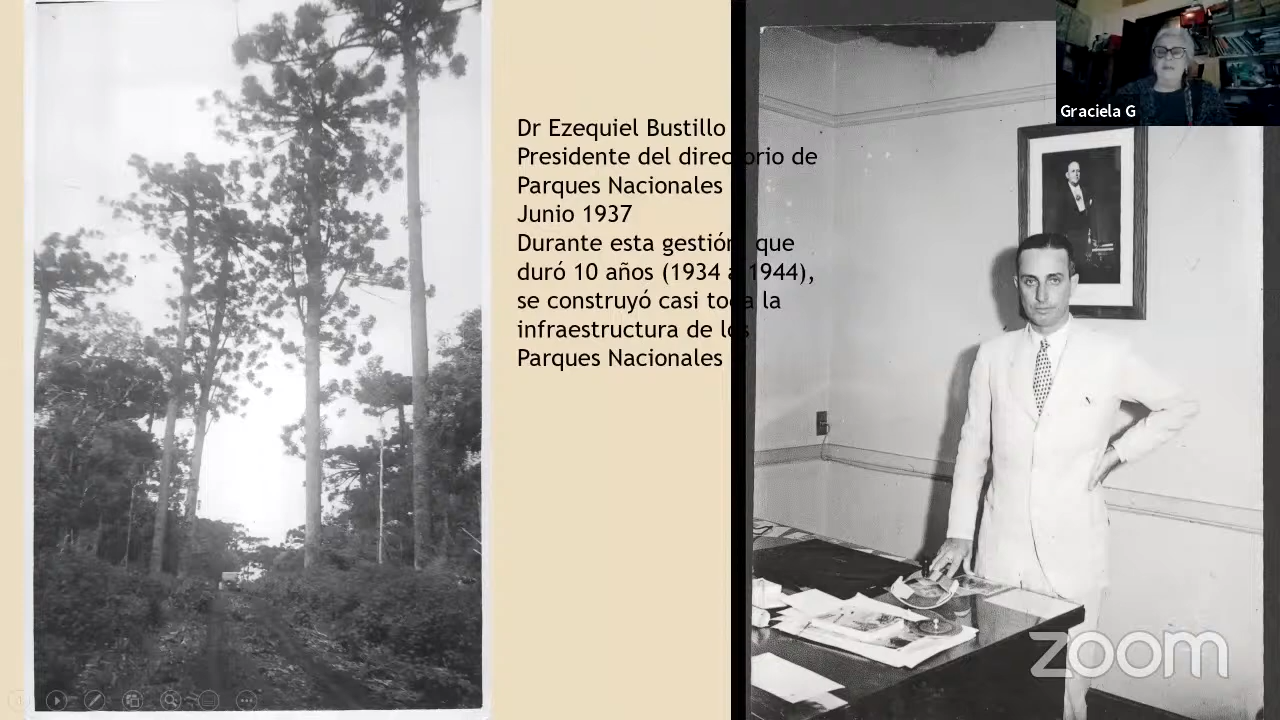 Dr Ezequiel Bustillo
Presidente del directorio de
Parques Nacionales
Junio 1937
Durante esta gestión, que
duró 10 años (1934 a 1944),
se construyó casi toda la
infraestructura de los
Parques Nacionales
Graciela G
zoom